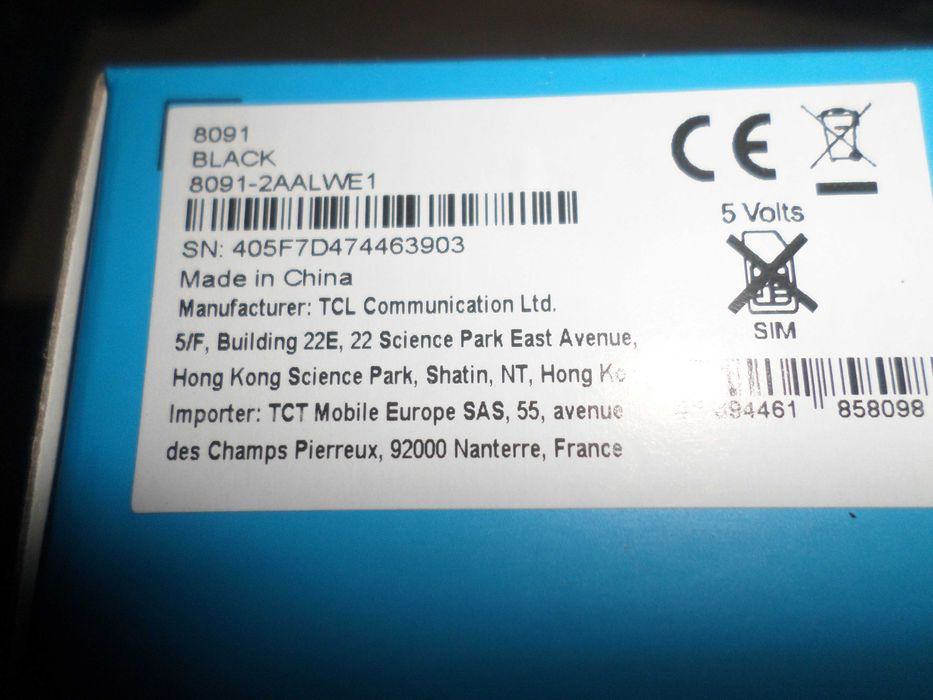 8091
BLACK
8091-2AALWE1
SN: 405F7D474463903
Made in China
Manufacturer: TCL Communication Ltd.
5/F, Building 22E, 22 Science Park East Avenue,
Hong Kong Science Park, Shatin, NT, Hong
Importer: TCT Mobile Europe SAS, 55, avenue
des Champs Pierreux, 92000 Nanterre, France
CE
5 Volts
SIM
858098